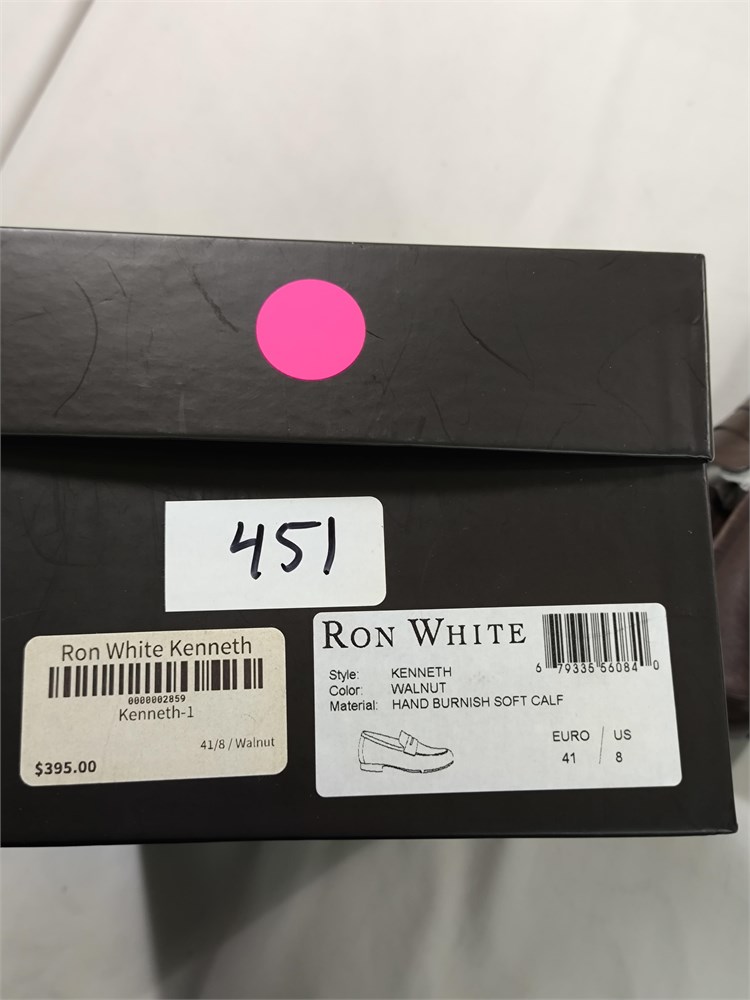 451
Ron White Kenneth
0000002859
Kenneth-1
41/8 / Walnut
$395.00
RON WHITE
6 79335 56084 0
Style: KENNETH
Color: WALNUT
Material: HAND BURNISH SOFT CALF
EURO / US
41 8